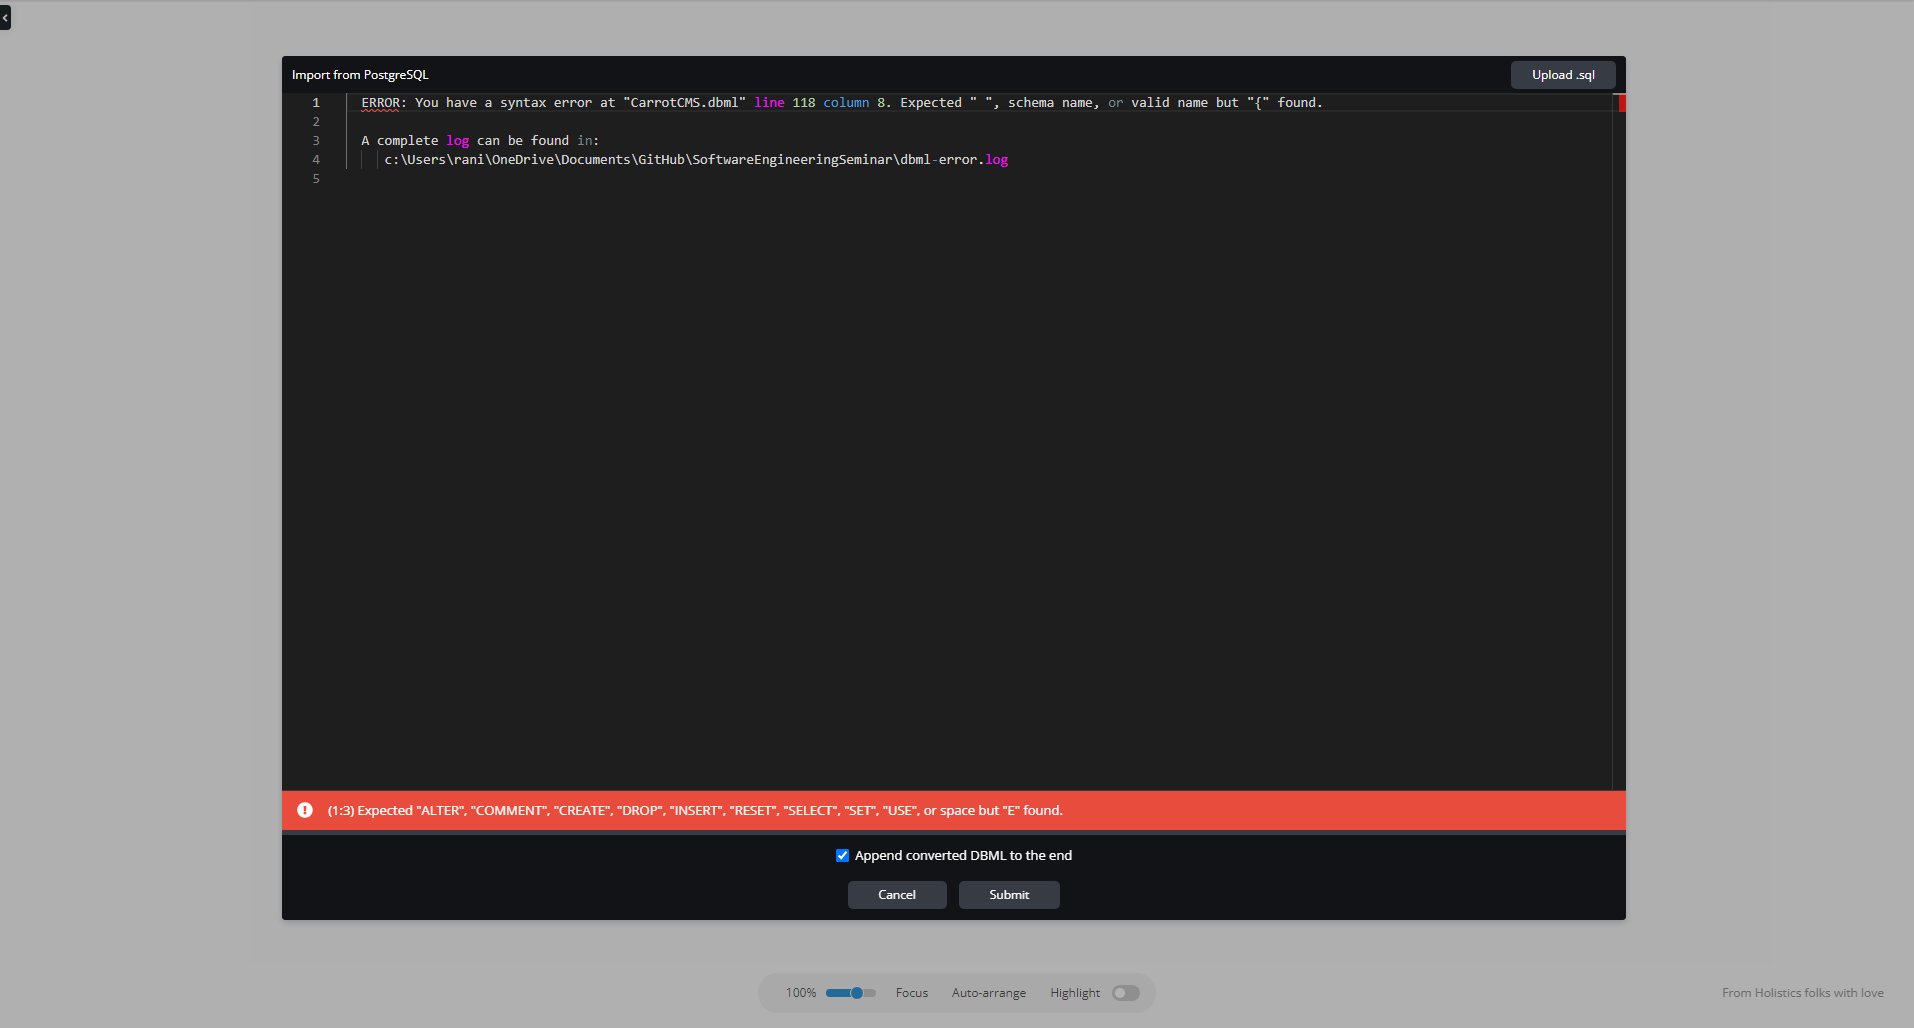 Import from PostgreSQL
Upload .sql
1 ERROR: You have a syntax error at "CarrotCMS.dbml" line 118 column 8. Expected " ", schema name, or valid name but "{" found.
2
3 A complete log can be found in:
4 c:\Users\rani\OneDrive\Documents\GitHub\SoftwareEngineeringSeminar\dbml-error.log
5
(1:3) Expected "ALTER", "COMMENT", "CREATE", "DROP", "INSERT", "RESET", "SELECT", "SET", "USE", or space but "E" found.
Append converted DBML to the end
Cancel Submit
100% Focus Auto-arrange Highlight
From Holistics folks with love